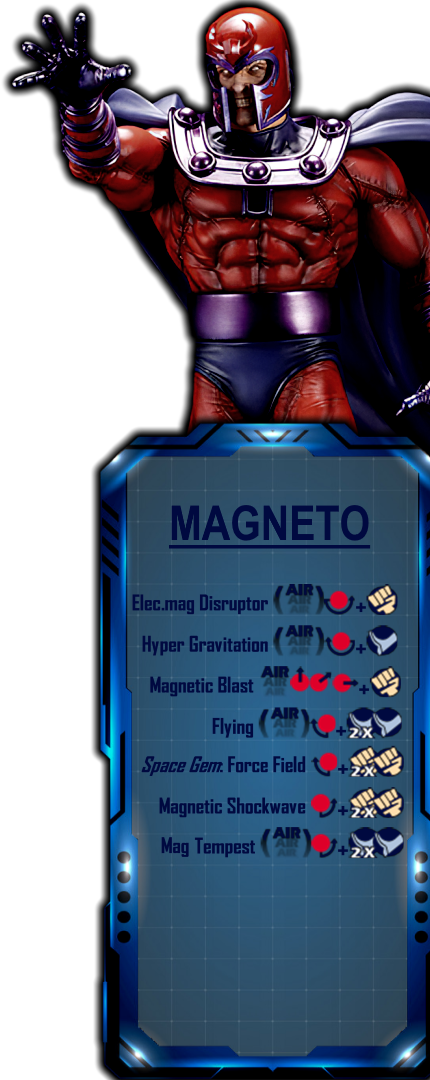 MAGNETO
Elec.mag Disruptor (AIR) +
Hyper Gravitation (AIR) +
Magnetic Blast AIR +
Flying (AIR) + 2X
Space Gem: Force Field + 2X
Magnetic Shockwave + 2X
Mag Tempest (AIR) + 2X